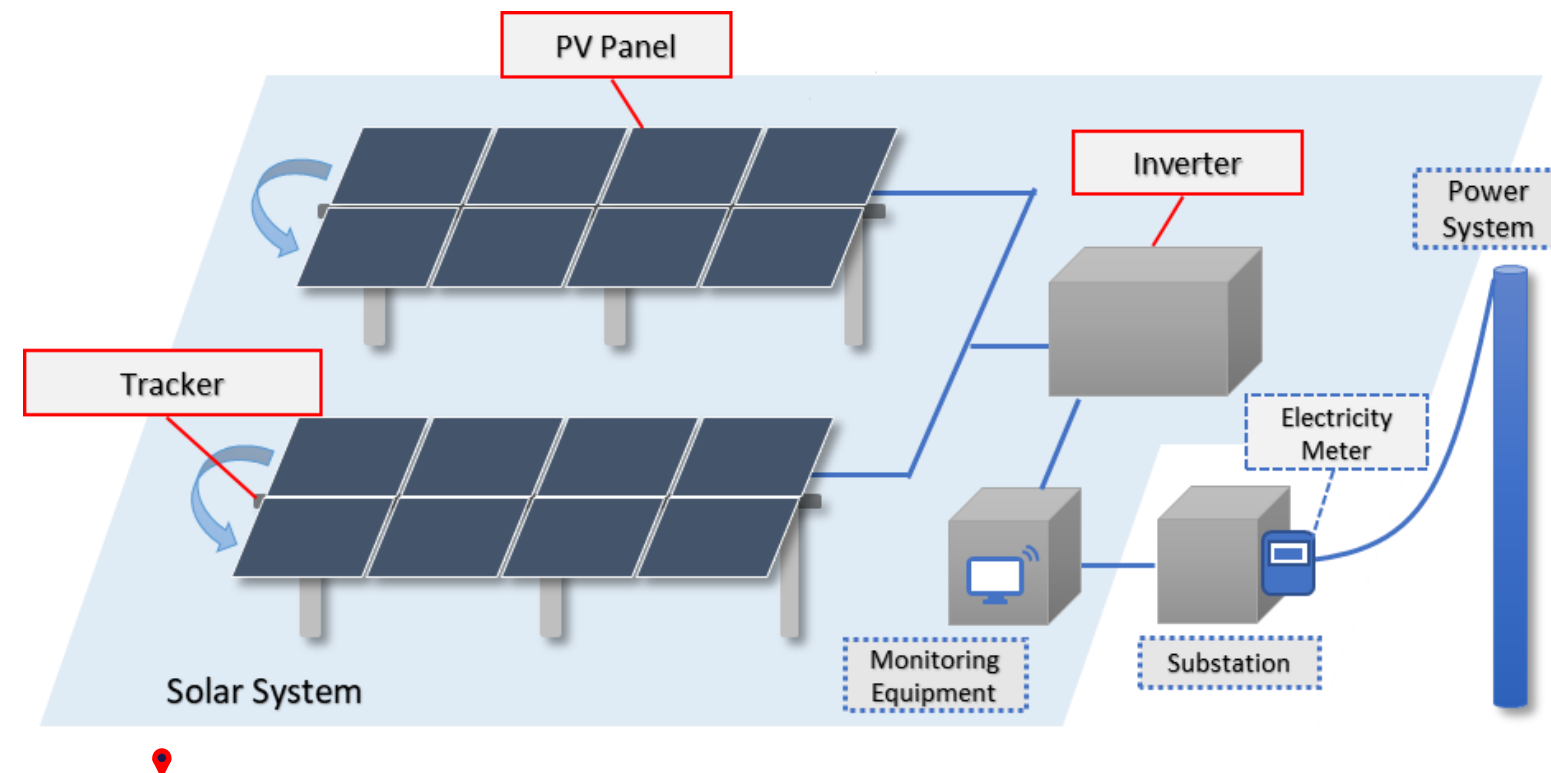 PV Panel
Inverter
Power
System
Tracker
Electricity
Meter
Monitoring
Equipment
Substation
Solar System